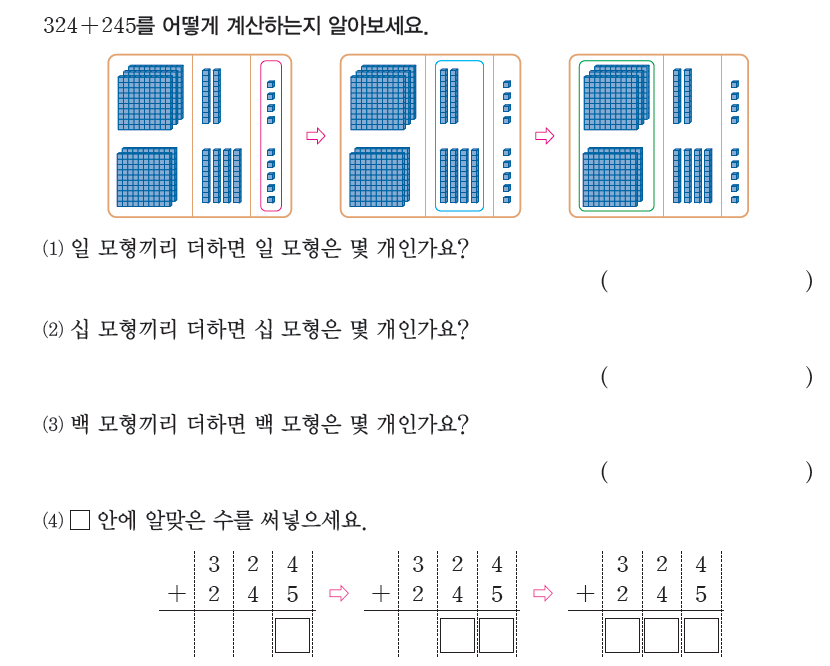 324+245를 어떻게 계산하는지 알아보세요.
⇨ ⇨
(1) 일 모형끼리 더하면 일 모형은 몇 개인가요?
( )
(2) 십 모형끼리 더하면 십 모형은 몇 개인가요?
( )
(3) 백 모형끼리 더하면 백 모형은 몇 개인가요?
( )
(4) □ 안에 알맞은 수를 써넣으세요.
3 2 4 3 2 4 3 2 4
+ 2 4 5 ⇨ + 2 4 5 ⇨ + 2 4 5
□ □ □ □ □ □